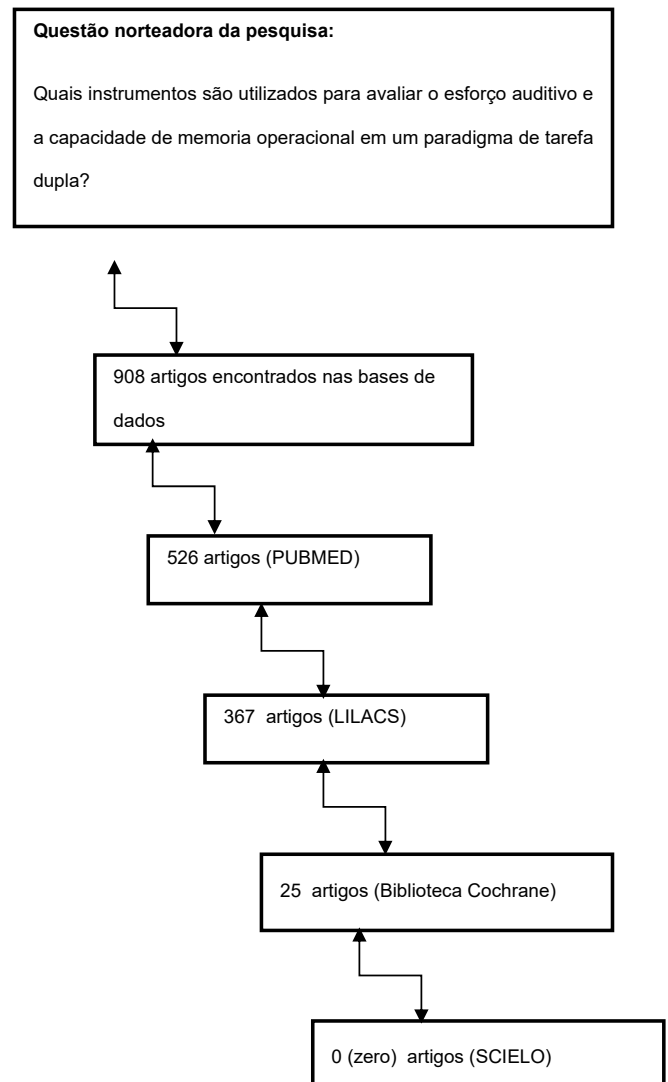 Questão norteadora da pesquisa:
Quais instrumentos são utilizados para avaliar o esforço auditivo e
a capacidade de memoria operacional em um paradigma de tarefa
dupla?
908 artigos encontrados nas bases de
dados
526 artigos (PUBMED)
367 artigos (LILACS)
25 artigos (Biblioteca Cochrane)
0 (zero) artigos (SCIELO)